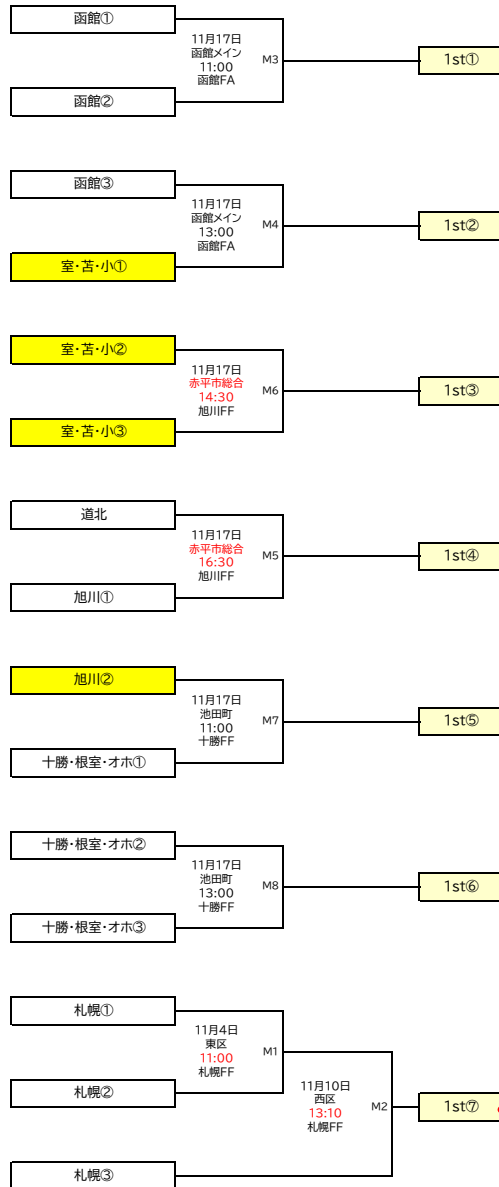 函館①
11月17日
函館メイン
11:00
函館FA
M3
1st①
函館②
函館③
11月17日
函館メイン
13:00
函館FA
M4
1st②
室・苫・小①
室・苫・小②
11月17日
赤平市総合
14:30
旭川FF
M6
1st③
室・苫・小③
道北
11月17日
赤平市総合
16:30
旭川FF
M5
1st④
旭川①
旭川②
11月17日
池田町
11:00
十勝FF
M7
1st⑤
十勝・根室・オホ①
十勝・根室・オホ②
11月17日
池田町
13:00
十勝FF
M8
1st⑥
十勝・根室・オホ③
札幌①
11月4日
東区
11:00
札幌FF
M1
札幌②
11月10日
西区
13:10
札幌FF
M2
1st⑦
札幌③